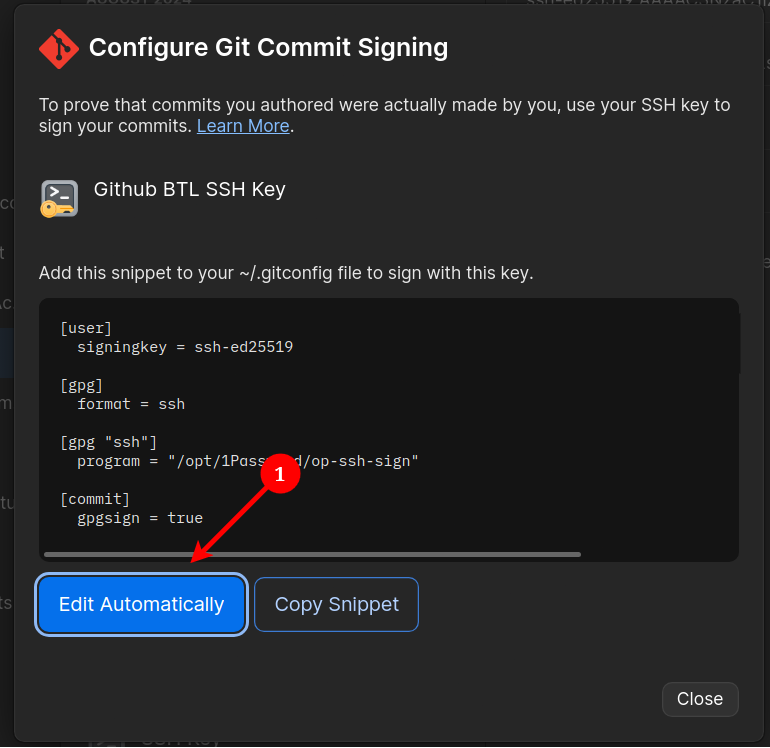 Configure Git Commit Signing
To prove that commits you authored were actually made by you, use your SSH key to
sign your commits. Learn More.
Github BTL SSH Key
Add this snippet to your ~/.gitconfig file to sign with this key.
[user]
signingkey = ssh-ed25519
[gpg]
format = ssh
[gpg "ssh"]
program = "/opt/1Password/op-ssh-sign"
1
[commit]
gpgsign = true
Edit Automatically
Copy Snippet
Close